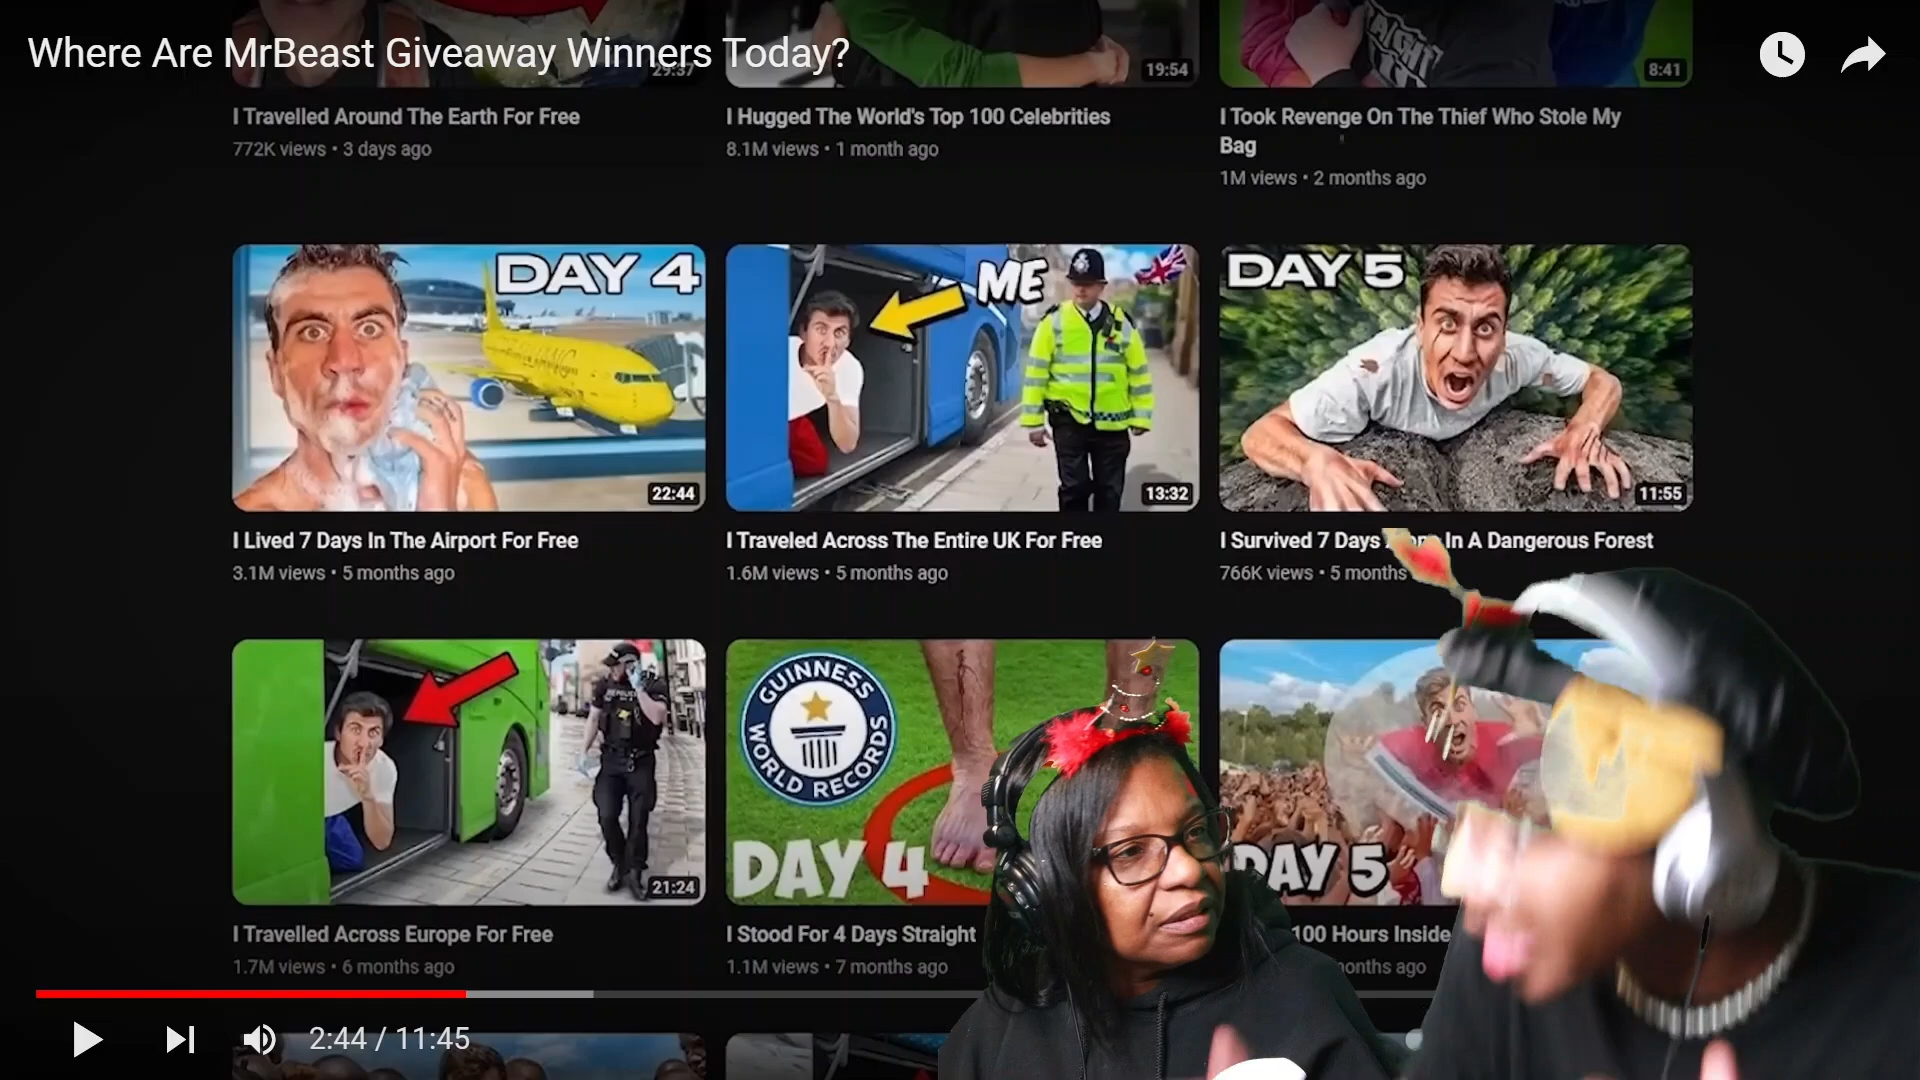 Where Are MrBeast Giveaway Winners Today?
29:37
19:54
8:41
I Travelled Around The Earth For Free
772K views • 3 days ago
I Hugged The World's Top 100 Celebrities
8.1M views • 1 month ago
I Took Revenge On The Thief Who Stole My
Bag
1M views • 2 months ago
DAY 4
22:44
ME
13:32
DAY 5
11:55
I Lived 7 Days In The Airport For Free
3.1M views • 5 months ago
I Traveled Across The Entire UK For Free
1.6M views • 5 months ago
I Survived 7 Days In A Dangerous Forest
766K views • 5 months
21:24
GUINNESS
WORLD RECORDS
DAY 4
DAY 5
I Travelled Across Europe For Free
1.7M views • 6 months ago
I Stood For 4 Days Straight
1.1M views • 7 months ago
100 Hours Inside
months ago
2:44 / 11:45